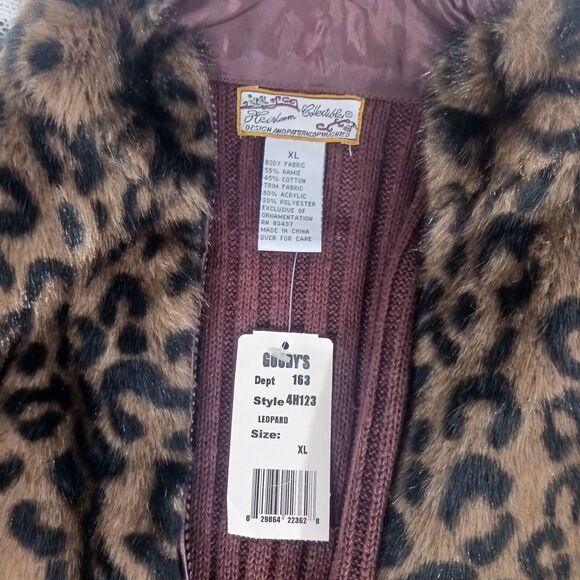 Heirloom Collectibles ®
DESIGN AND PATTERN COPYRIGHTED
XL
BODY FABRIC
55% RAMIE
45% COTTON
TRIM FABRIC
80% ACRYLIC
20% POLYESTER
EXCLUSIVE OF
ORNAMENTATION
RN 83437
MADE IN CHINA
OVER FOR CARE
GOODY'S
Dept 163
Style 4H123
LEOPARD
Size:
XL
8 29864 22362 8